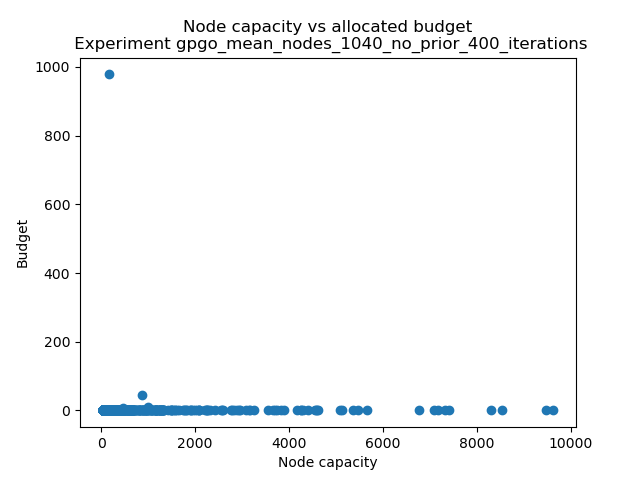 Node capacity vs allocated budget
Experiment gpgo_mean_nodes_1040_no_prior_400_iterations
1000
800
600
400
200
0
Budget
0 2000 4000 6000 8000 10000
Node capacity